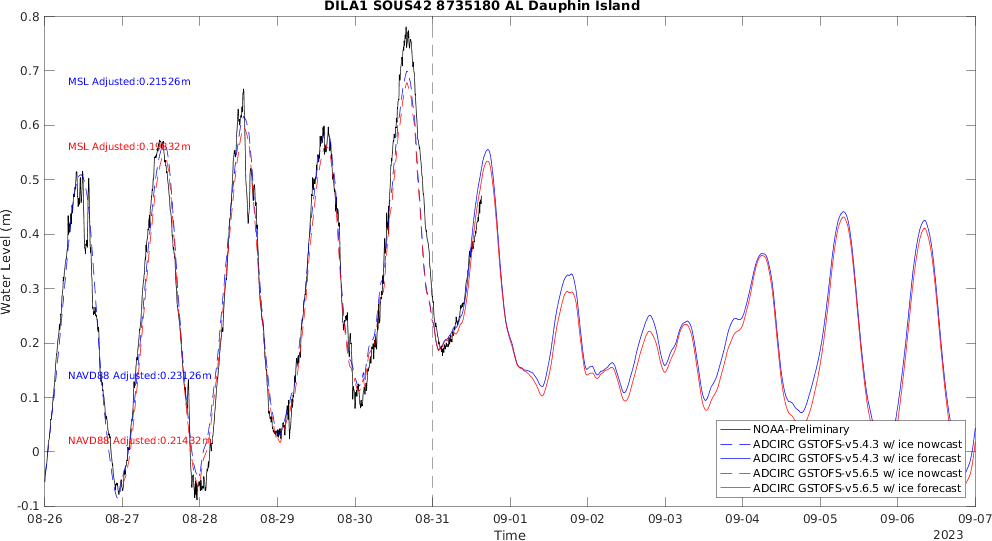 DILA1 SOUS42 8735180 AL Dauphin Island
Water Level (m)
0.8
0.7
0.6
0.5
0.4
0.3
0.2
0.1
0
-0.1
MSL Adjusted:0.21526m
MSL Adjusted:0.19632m
NAVD88 Adjusted:0.23126m
NAVD88 Adjusted:0.21432m
NOAA-Preliminary
ADCIRC GSTOFS-v5.4.3 w/ ice nowcast
ADCIRC GSTOFS-v5.4.3 w/ ice forecast
ADCIRC GSTOFS-v5.6.5 w/ ice nowcast
ADCIRC GSTOFS-v5.6.5 w/ ice forecast
08-26 08-27 08-28 08-29 08-30 08-31 09-01 09-02 09-03 09-04 09-05 09-06 09-07
Time
2023